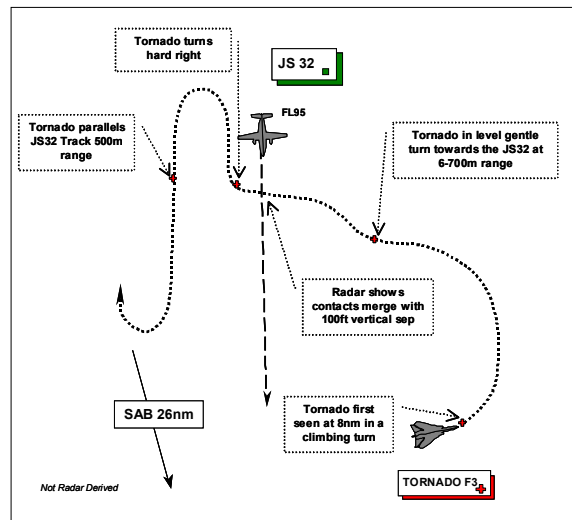 Tornado turns
hard right
JS 32
FL95
Tornado parallels
JS32 Track 500m
range
Tornado in level gentle
turn towards the JS32 at
6-700m range
Radar shows
contacts merge with
100ft vertical sep
SAB 26nm
Tornado first
seen at 8nm in a
climbing turn
Not Radar Derived
TORNADO F3